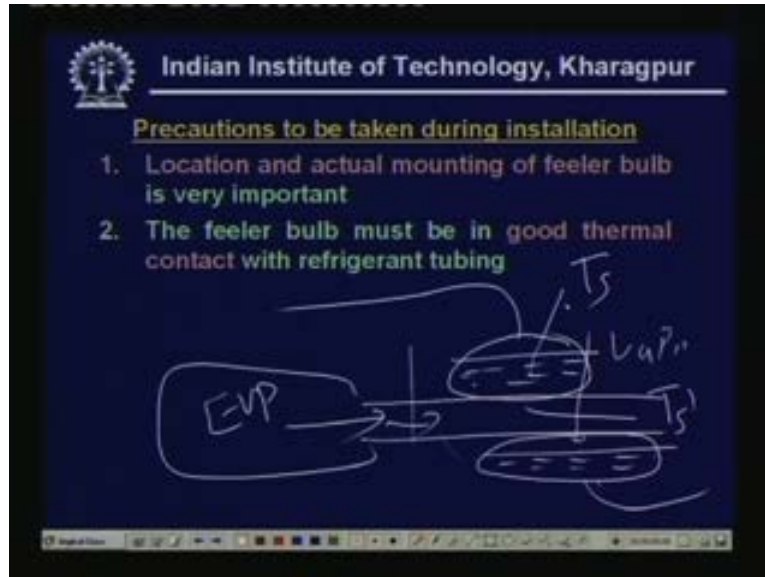 Indian Institute of Technology, Kharagpur
Precautions to be taken during installation
1. Location and actual mounting of feeler bulb
is very important
2. The feeler bulb must be in good thermal
contact with refrigerant tubing
Ts
EVP
Ts'